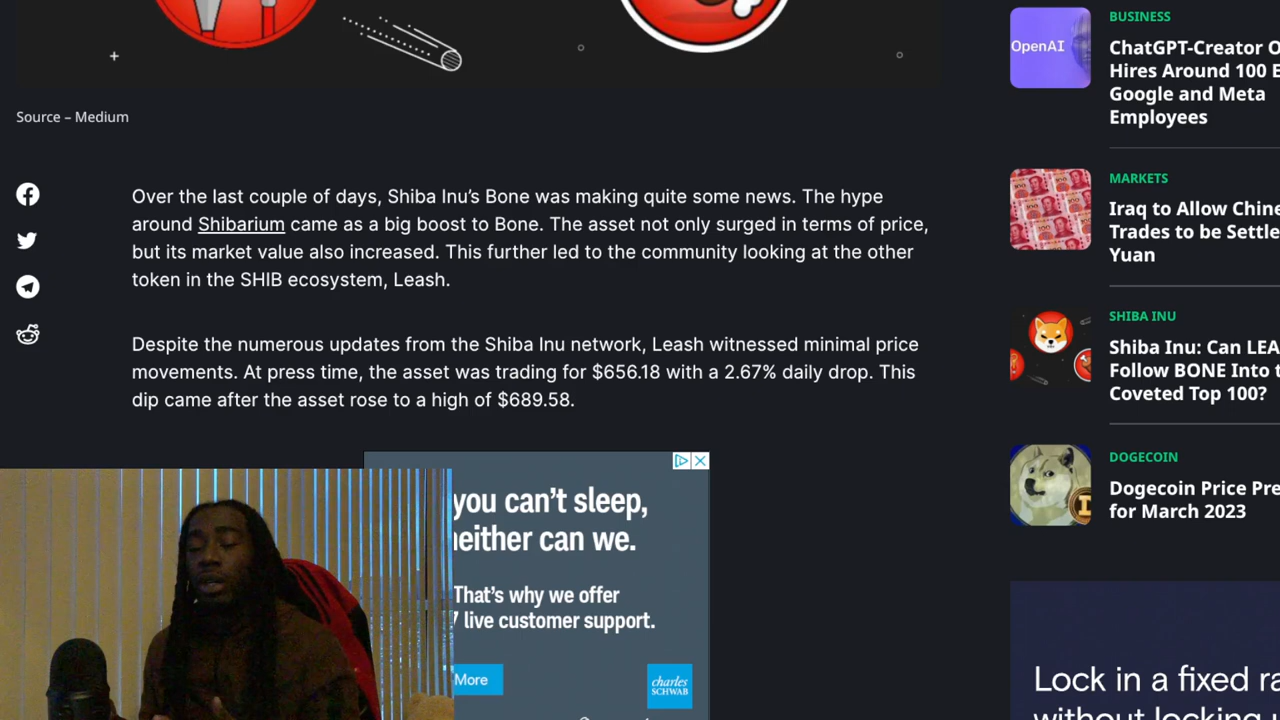 Source – Medium
Over the last couple of days, Shiba Inu's Bone was making quite some news. The hype
around Shibarium came as a big boost to Bone. The asset not only surged in terms of price,
but its market value also increased. This further led to the community looking at the other
token in the SHIB ecosystem, Leash.
Despite the numerous updates from the Shiba Inu network, Leash witnessed minimal price
movements. At press time, the asset was trading for $656.18 with a 2.67% daily drop. This
dip came after the asset rose to a high of $689.58.
you can't sleep,
neither can we.
That's why we offer
7 live customer support.
More
charles
SCHWAB
OpenAI
BUSINESS
ChatGPT-Creator O
Hires Around 100 E
Google and Meta
Employees
MARKETS
Iraq to Allow Chine
Trades to be Settle
Yuan
SHIBA INU
Shiba Inu: Can LEA
Follow BONE Into t
Coveted Top 100?
DOGECOIN
Dogecoin Price Pre
for March 2023
Lock in a fixed ra
without locking u